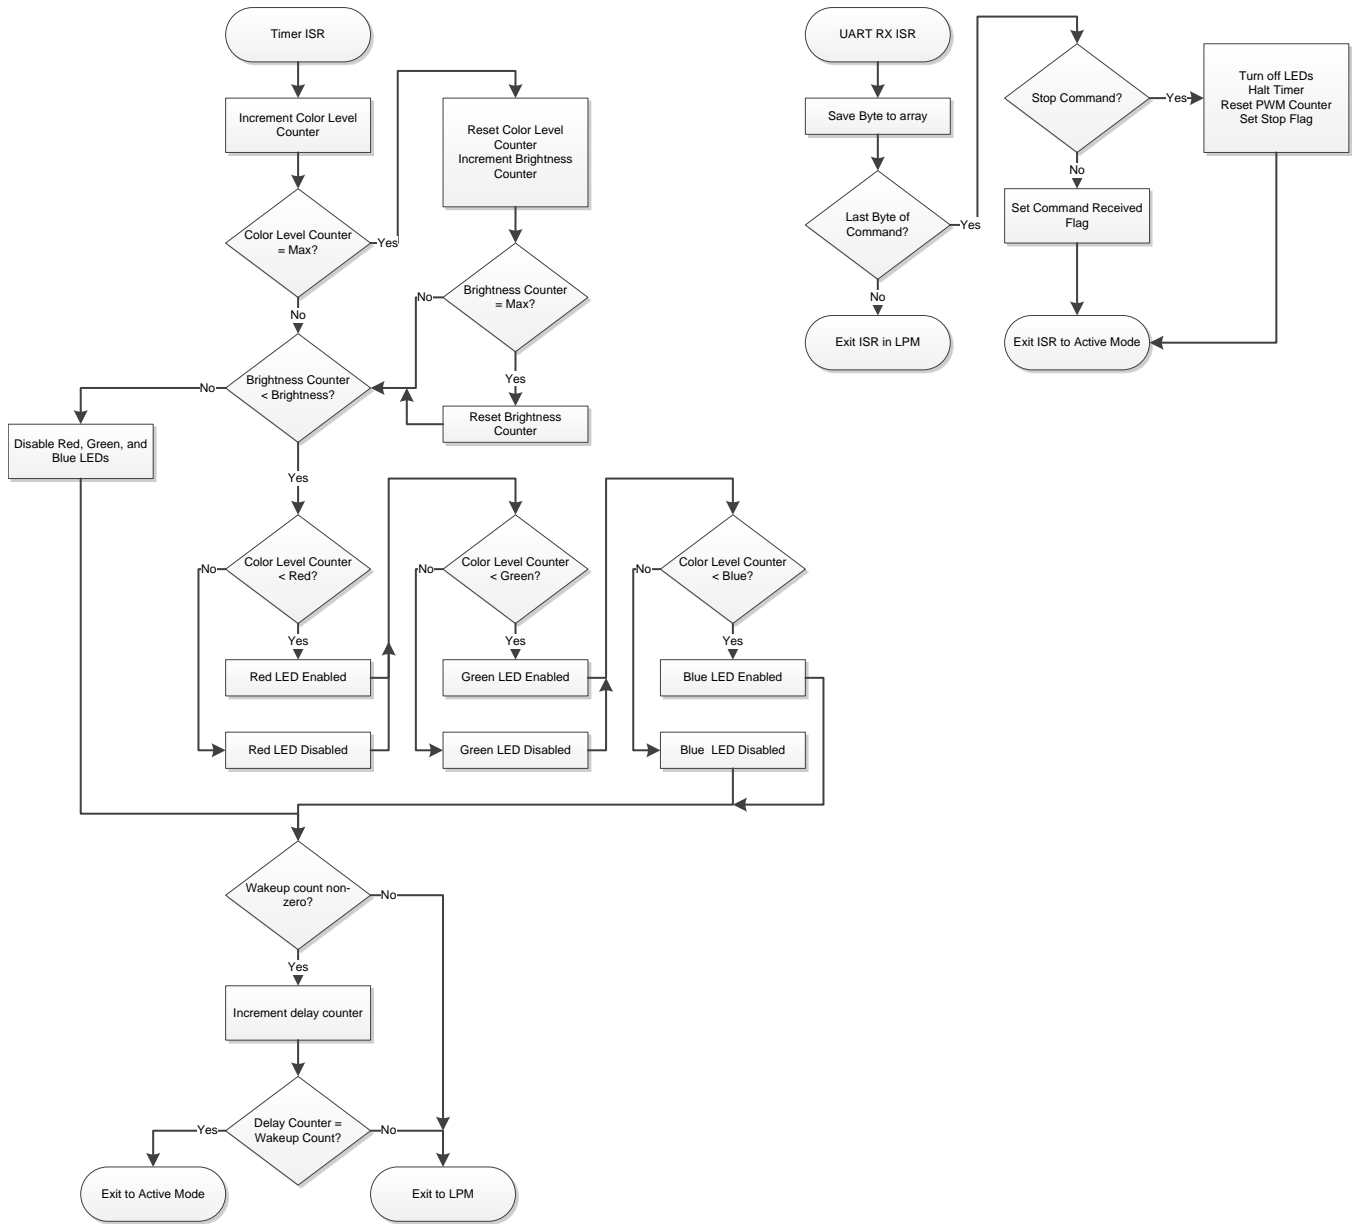 Timer ISR
Increment Color Level
Counter
Color Level Counter
= Max?
Yes
No
Reset Color Level
Counter
Increment Brightness
Counter
Brightness Counter
= Max?
No
Yes
Reset Brightness
Counter
Brightness Counter
< Brightness?
No
Yes
Disable Red, Green, and
Blue LEDs
Color Level Counter
< Red?
No
Yes
Red LED Enabled
Red LED Disabled
Color Level Counter
< Green?
No
Yes
Green LED Enabled
Green LED Disabled
Color Level Counter
< Blue?
No
Yes
Blue LED Enabled
Blue  LED Disabled
Wakeup count non-
zero?
No
Yes
Increment delay counter
Delay Counter =
Wakeup Count?
Yes
No
Exit to Active Mode
Exit to LPM
UART RX ISR
Save Byte to array
Last Byte of
Command?
Yes
No
Exit ISR in LPM
Stop Command?
Yes
No
Turn off LEDs
Halt Timer
Reset PWM Counter
Set Stop Flag
Set Command Received
Flag
Exit ISR to Active Mode